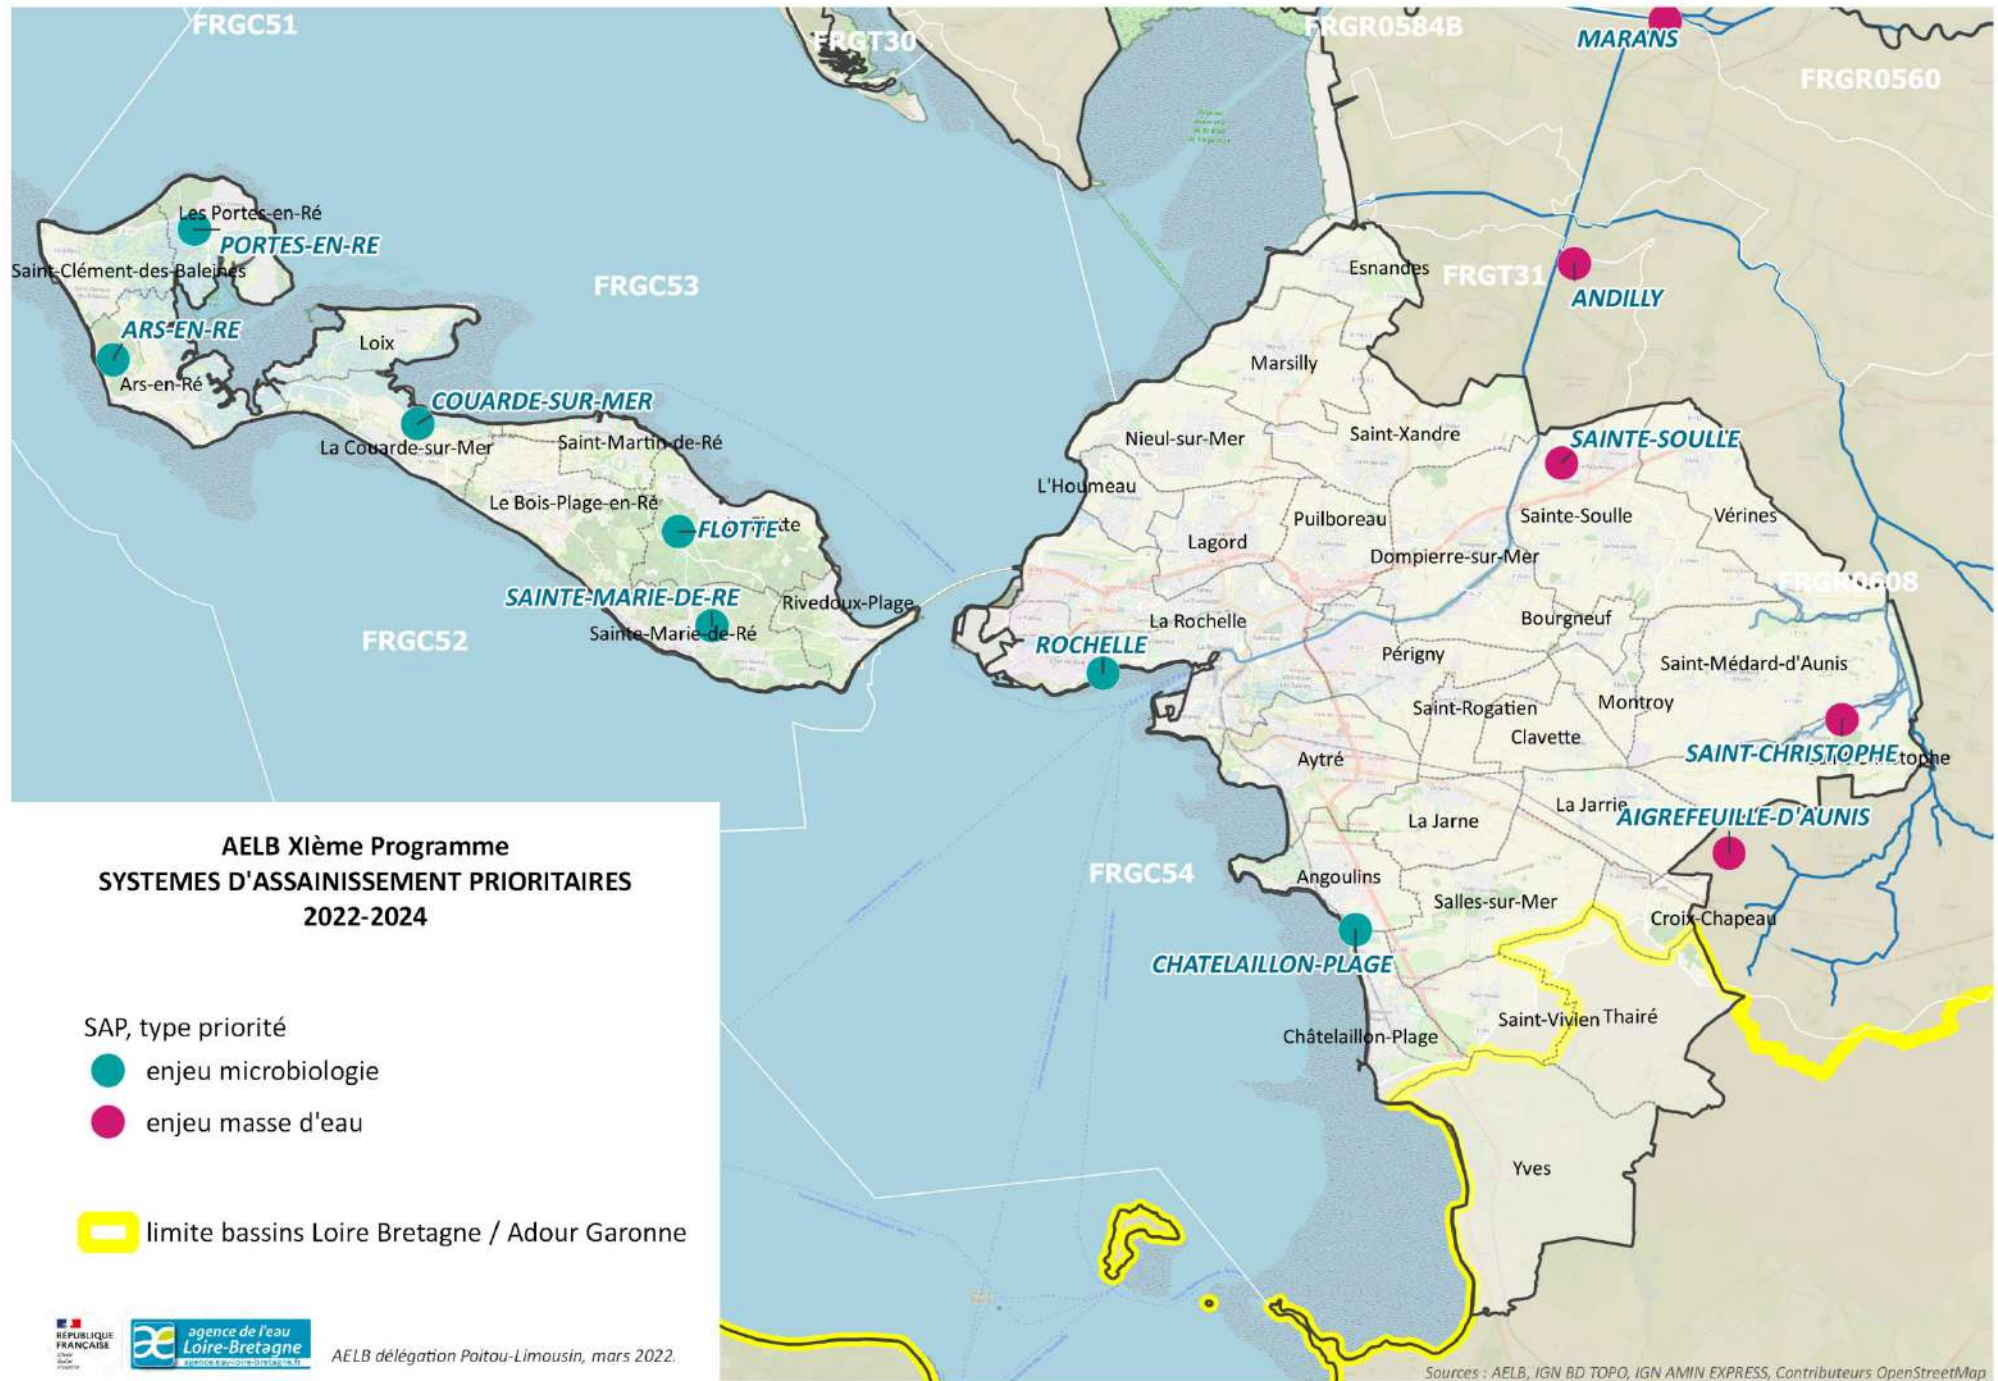 FRGC51
FRGT30
FRGR0584B
MARANS
FRGR0560
Les Portes-en-Ré
PORTES-EN-RE
Saint-Clément-des-Baleines
FRGC53
Esnandes
FRGT31
ANDILLY
ARS-EN-RE
Loix
Ars-en-Ré
Marsilly
COUARDE-SUR-MER
La Couarde-sur-Mer
Saint-Martin-de-Ré
Nieul-sur-Mer
Saint-Xandre
SAINTE-SOULLE
L'Houmeau
Le Bois-Plage-en-Ré
FLOTTE
Puilboreau
Sainte-Soulle
Vérines
Lagord
Dompierre-sur-Mer
FRGR0608
SAINTE-MARIE-DE-RE
Rivedoux-Plage
Sainte-Marie-de-Ré
FRGC52
La Rochelle
Bourgneuf
ROCHELLE
Périgny
Saint-Médard-d'Aunis
Saint-Rogatien
Montroy
Clavette
Aytré
SAINT-CHRISTOPHE
La Jarrie
La Jarne
AIGREFEUILLE-D'AUNIS
FRGC54
Angoulins
Salles-sur-Mer
Croix-Chapeau
CHATELAILLON-PLAGE
Saint-Vivien
Thairé
Châtelaillon-Plage
Yves
AELB XIème Programme
SYSTEMES D'ASSAINISSEMENT PRIORITAIRES
2022-2024
SAP, type priorité
enjeu microbiologie
enjeu masse d'eau
limite bassins Loire Bretagne / Adour Garonne
RÉPUBLIQUE
FRANÇAISE
agence de l'eau
Loire-Bretagne
agence.eau-loire-bretagne.fr
AELB délégation Poitou-Limousin, mars 2022.
Sources : AELB, IGN BD TOPO, IGN AMIN EXPRESS, Contributeurs OpenStreetMap